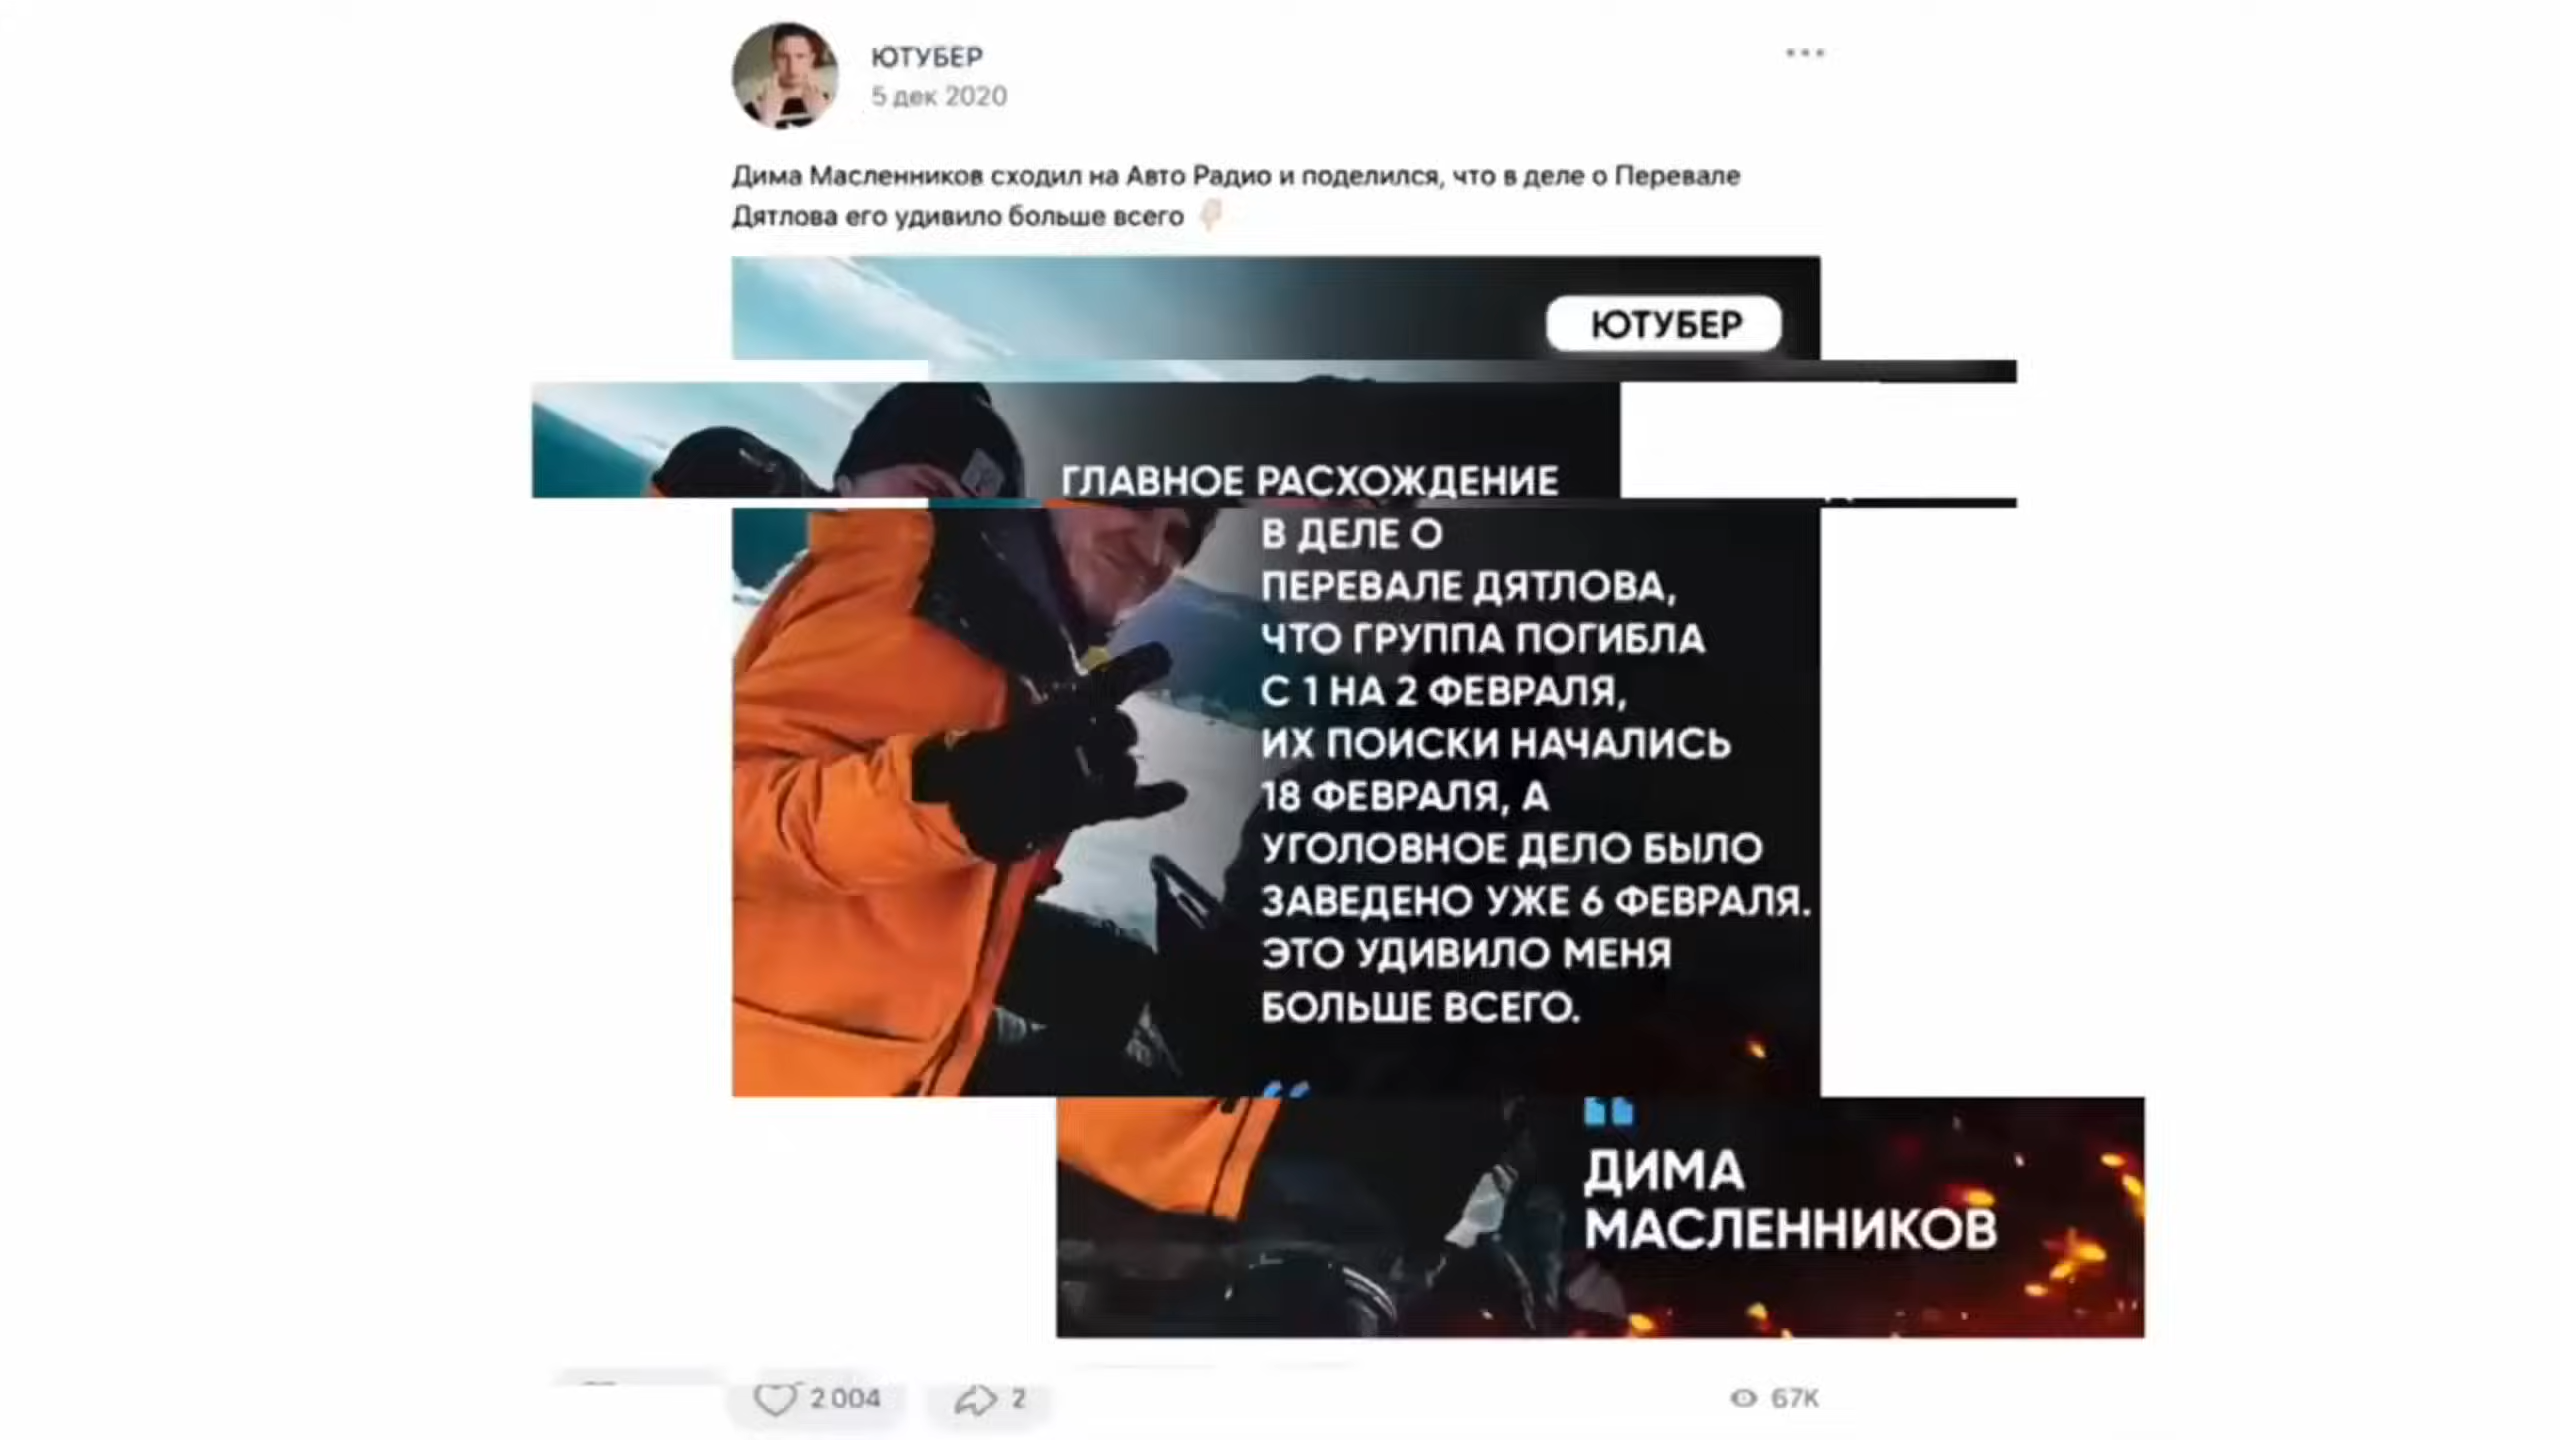 ЮТУБЕР
5 дек 2020
Дима Масленников сходил на Авто Радио и поделился, что в деле о Перевале
Дятлова его удивило больше всего
ЮТУБЕР
ГЛАВНОЕ РАСХОЖДЕНИЕ
В ДЕЛЕ О
ПЕРЕВАЛЕ ДЯТЛОВА,
ЧТО ГРУППА ПОГИБЛА
С 1 НА 2 ФЕВРАЛЯ,
ИХ ПОИСКИ НАЧАЛИСЬ
18 ФЕВРАЛЯ, А
УГОЛОВНОЕ ДЕЛО БЫЛО
ЗАВЕДЕНО УЖЕ 6 ФЕВРАЛЯ.
ЭТО УДИВИЛО МЕНЯ
БОЛЬШЕ ВСЕГО.
ДИМА
МАСЛЕННИКОВ
2 004
2
67K